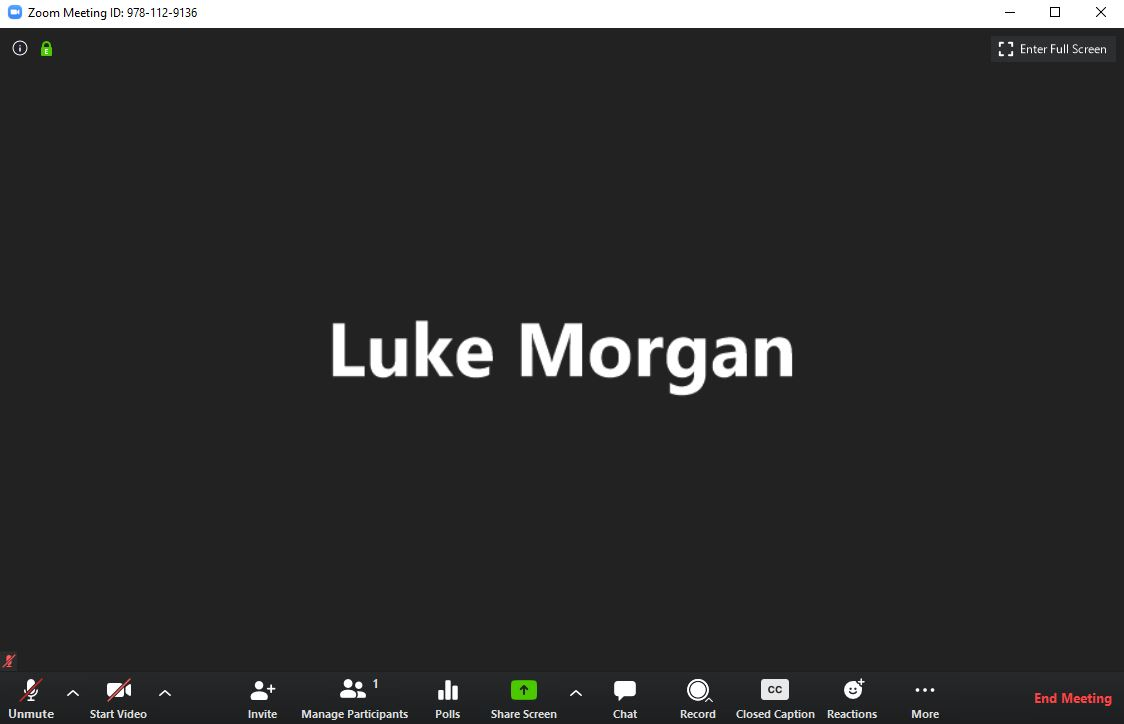 Zoom Meeting ID: 978-112-9136
Enter Full Screen
Luke Morgan
1
CC
Unmute Start Video Invite Manage Participants Polls Share Screen Chat Record Closed Caption Reactions More End Meeting